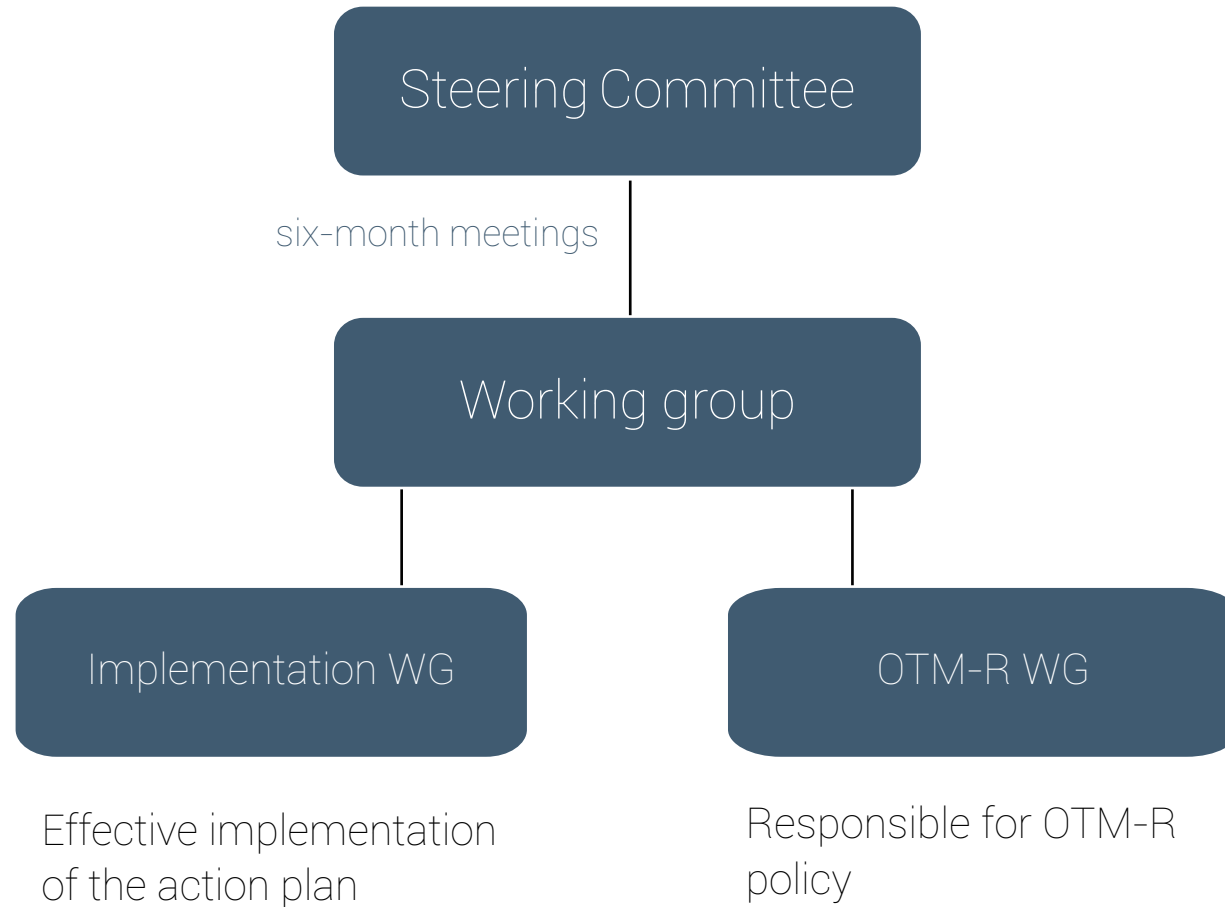 Steering Committee
six-month meetings
Working group
Implementation WG
OTM-R WG
Effective implementation
of the action plan
Responsible for OTM-R
policy